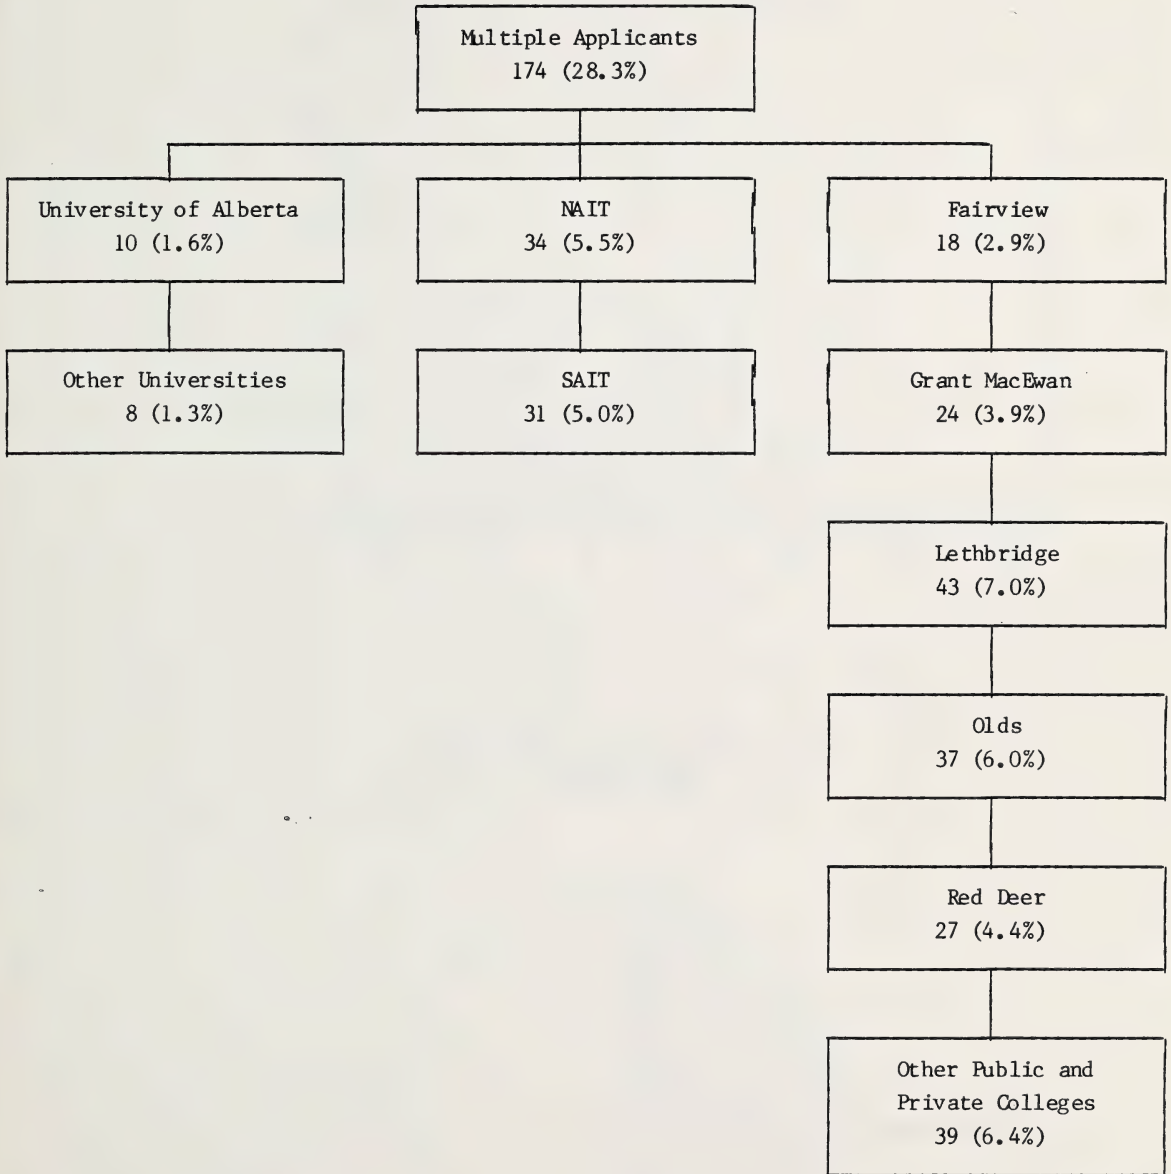 Multiple Applicants
174 (28.3%)
University of Alberta
10 (1.6%)
NAIT
34 (5.5%)
Fairview
18 (2.9%)
Other Universities
8 (1.3%)
SAIT
31 (5.0%)
Grant MacEwan
24 (3.9%)
Lethbridge
43 (7.0%)
Olds
37 (6.0%)
Red Deer
27 (4.4%)
Other Public and
Private Colleges
39 (6.4%)